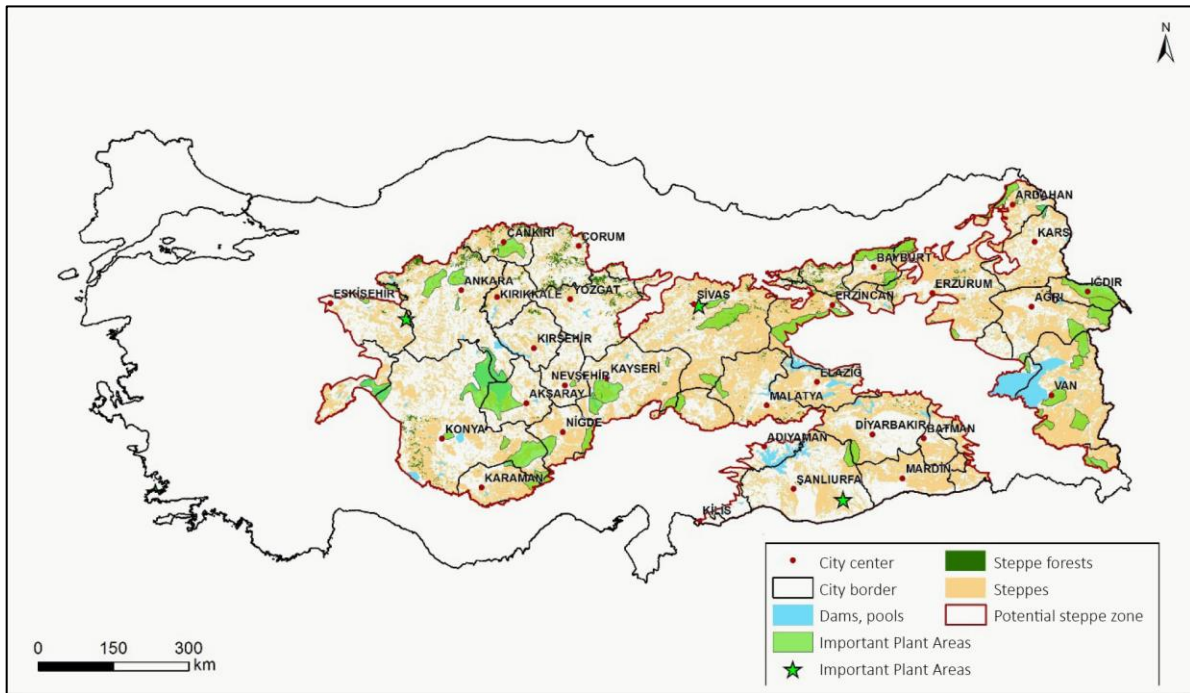 N
ARDAHAN
ÇANKIRI
ÇORUM
KARS
BAYBURT
ANKARA
IĞDIR
ESKİŞEHİR
KIRIKKALE
YOZGAT
SİVAS
ERZİNCAN
ERZURUM
AĞRI
KIRŞEHİR
NEVŞEHİR
KAYSERİ
ELAZIĞ
VAN
AKSARAY
MALATYA
KONYA
NİGDE
ADIYAMAN
DİYARBAKIR
BATMAN
KARAMAN
ŞANLIURFA
MARDİN
KİLİS
City center
Steppe forests
City border
Steppes
Dams, pools
Potential steppe zone
Important Plant Areas
Important Plant Areas
0 150 300
km